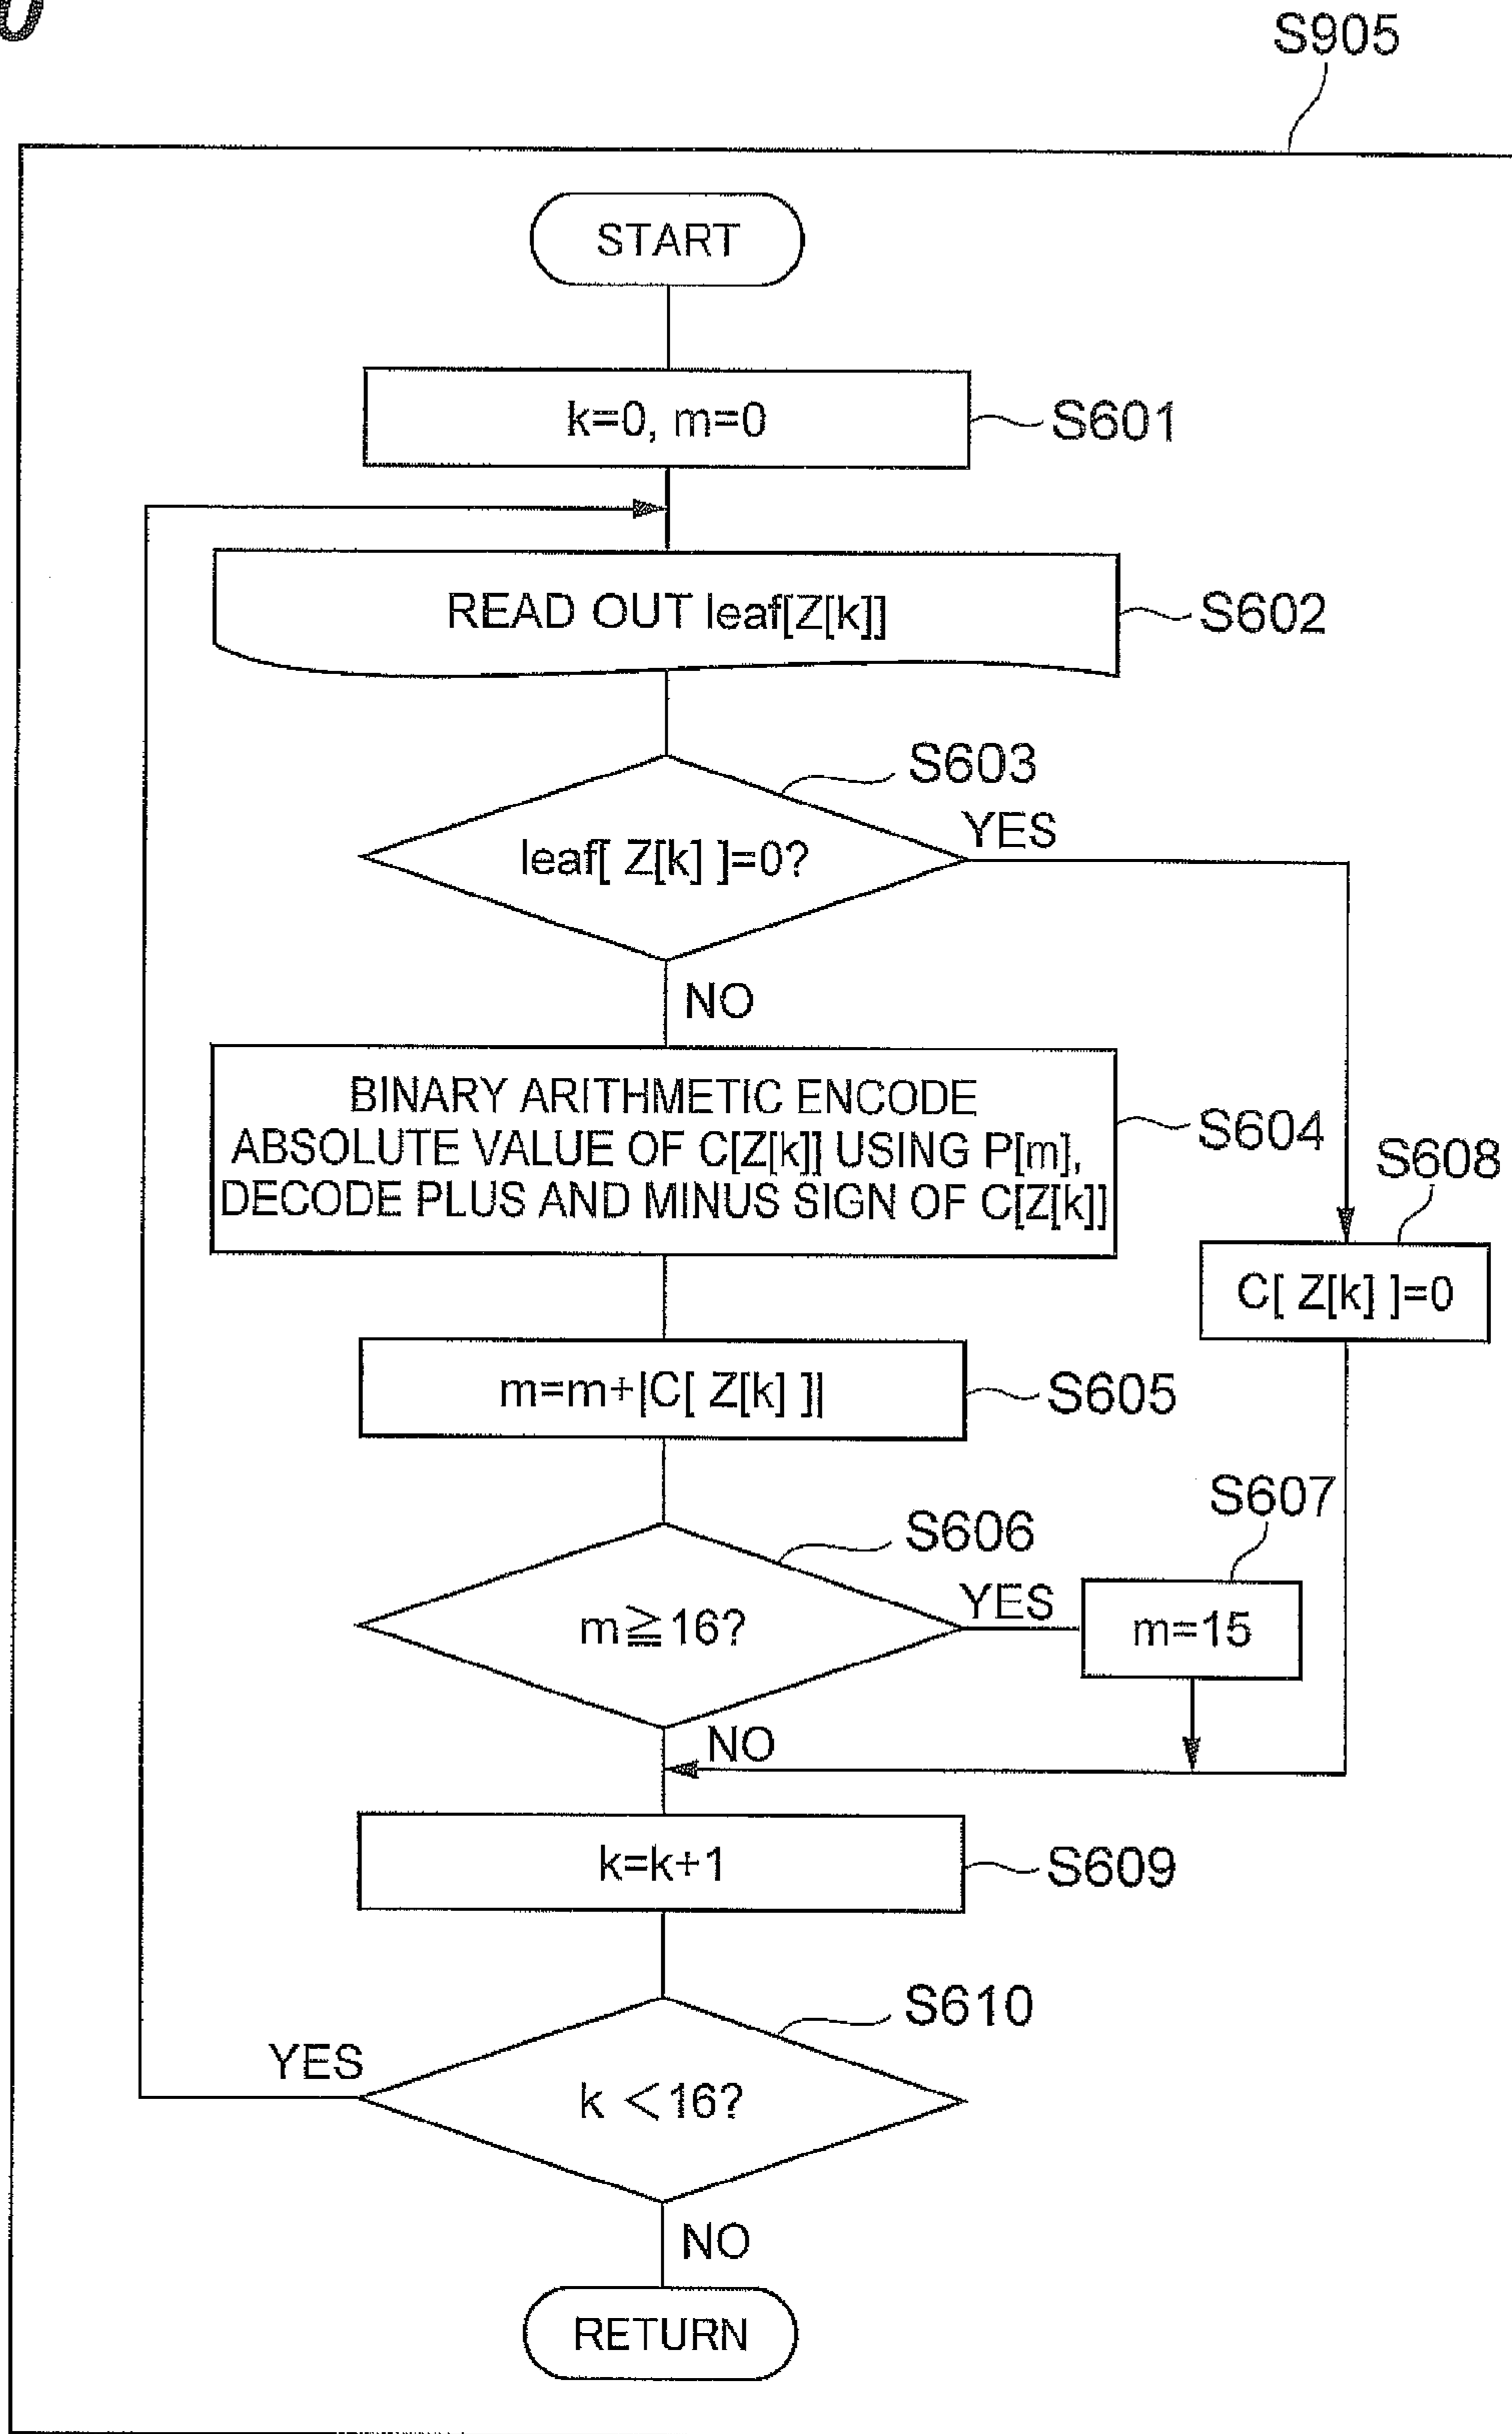 0
S905
START
k=0, m=0
S601
READ OUT leaf[Z[k]]
S602
S603
leaf[ Z[k] ]=0?
YES
NO
BINARY ARITHMETIC ENCODE
ABSOLUTE VALUE OF C[Z[k]] USING P[m],
DECODE PLUS AND MINUS SIGN OF C[Z[k]]
S604
S608
C[ Z[k] ]=0
m=m+|C[ Z[k] ]|
S605
S607
S606
m≧16?
YES
m=15
NO
k=k+1
S609
S610
YES
k <16?
NO
RETURN